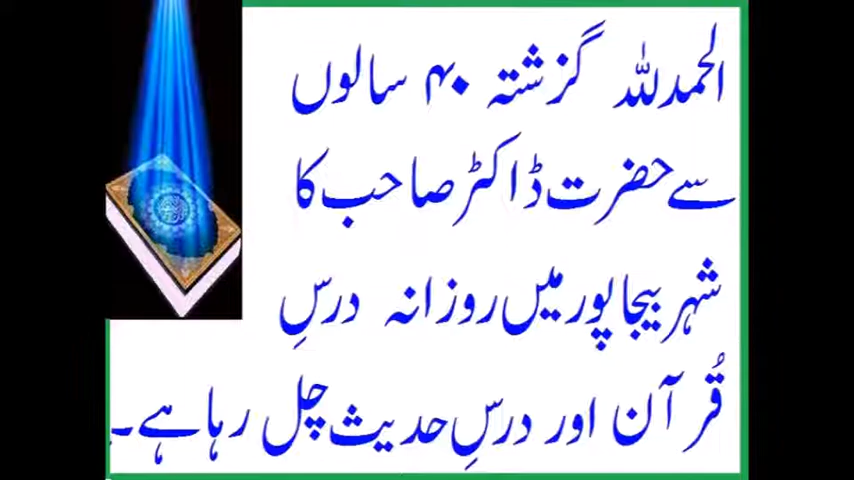 الحمدللہ گزشتہ ۴۰ سالوں
سے حضرت ڈاکٹر صاحب کا
شہر بیجاپور میں روزانہ درسِ
قُرآن اور درسِ حدیث چل رہا ہے۔